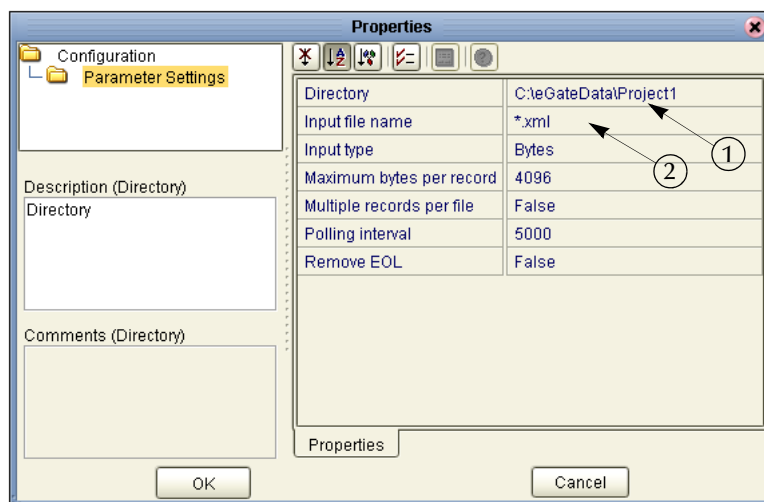 Properties
Configuration
Parameter Settings
Description (Directory)
Directory
Comments (Directory)
Directory C:\eGateData\Project1
Input file name *.xml
Input type Bytes
Maximum bytes per record 4096
Multiple records per file False
Polling interval 5000
Remove EOL False
1
2
Properties
OK
Cancel